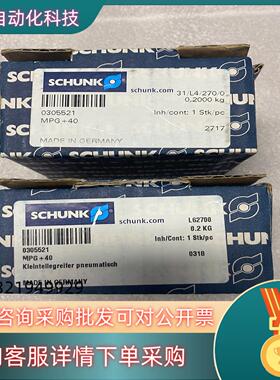 自动化科技
SCHUNK
schunk.com
31/L4-270/0
0,2000 kg
0305521
MPG+40
Inh/Cont: 1 Stk/pc
2717
MADE IN GERMANY
SCHUNK
schunk.com
L62700
0.2 KG
Inh/Cont: 1 Stk/pc
0305521
MPG+40
Kleinteilegreifer pneumatisch
0318
MADE IN GERMANY
咨询采购批发可对公开票
客服详情下单采购